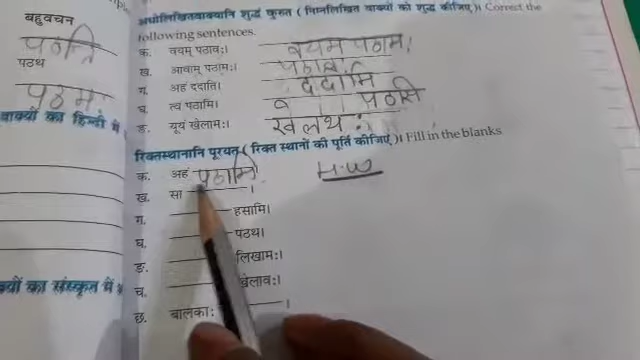 बहुवचन
पठन्ति
पठथ
पठामः
वाक्यों का हिन्दी में
क्यों का संस्कृत में
अधोलिखितवाक्यानि शुद्धं कुरुत ( निम्नलिखित वाक्यों को शुद्ध कीजिए )। Correct the
following sentences.
क. वयम् पठावः। वयम पठाम।
ख. आवाम् पठामः। पठाव
ग. अहं ददाति। ददामि
घ. त्वं पठामि। पठसि
ङ. यूयं खेलामः। खेलथ
रिक्तस्थानानि पूरयत ( रिक्त स्थानों की पूर्ति कीजिए )। Fill in the blanks
क. अहं पठामि। H.W
ख. सा ।
ग. हसामि।
घ. पठथ।
ङ. लिखामः।
च. खेलावः।
छ. बालकाः ।